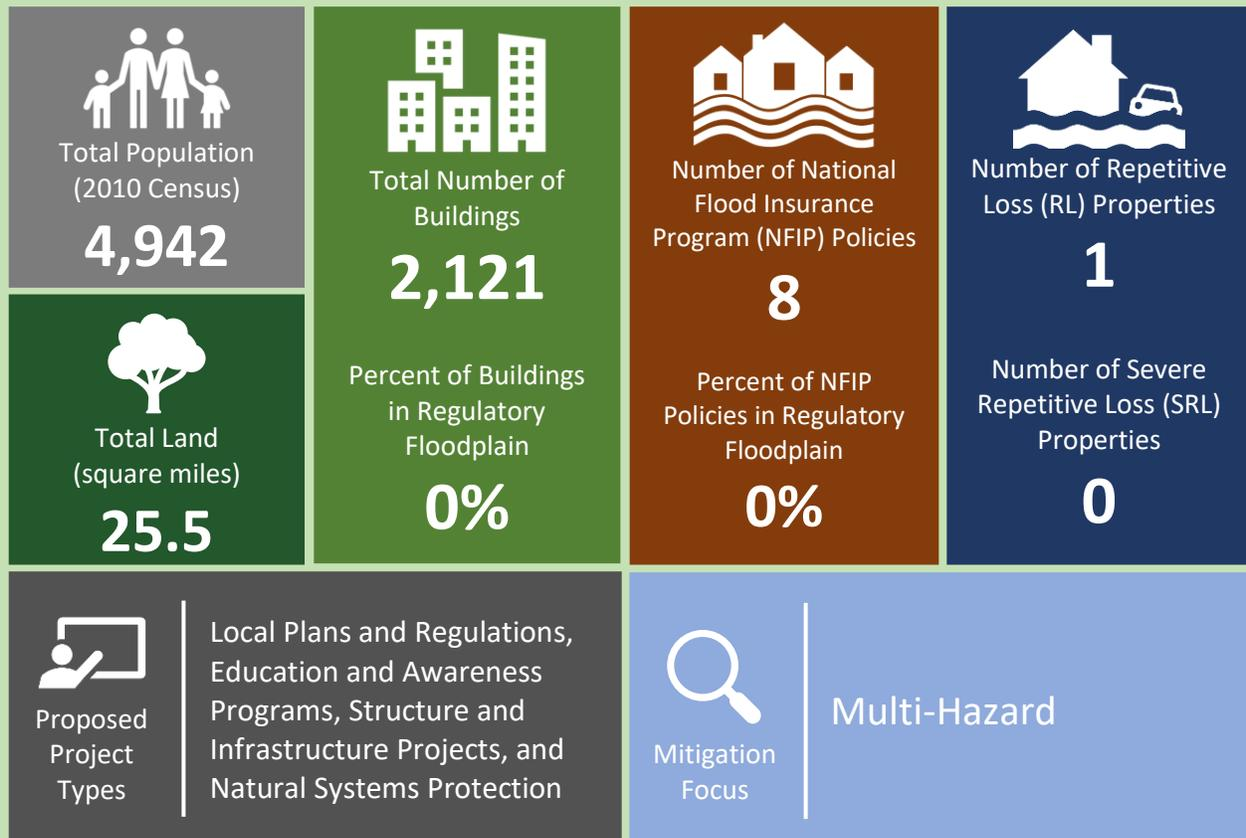 Total Population
(2010 Census)
4,942
Total Land
(square miles)
25.5
Total Number of
Buildings
2,121
Percent of Buildings
in Regulatory
Floodplain
0%
Number of National
Flood Insurance
Program (NFIP) Policies
8
Percent of NFIP
Policies in Regulatory
Floodplain
0%
Number of Repetitive
Loss (RL) Properties
1
Number of Severe
Repetitive Loss (SRL)
Properties
0
Proposed
Project
Types
Local Plans and Regulations,
Education and Awareness
Programs, Structure and
Infrastructure Projects, and
Natural Systems Protection
Mitigation
Focus
Multi-Hazard